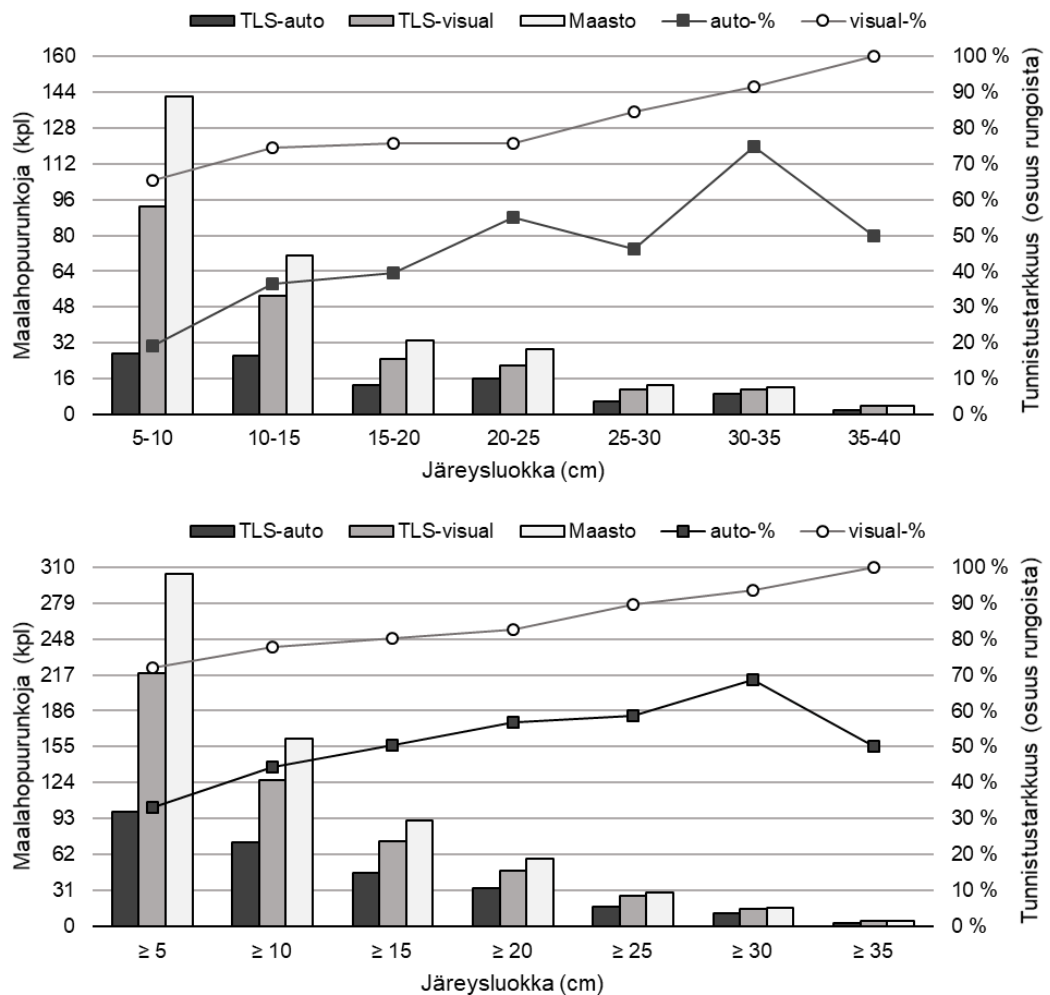 TLS-auto TLS-visual Maasto auto-% visual-%
160 100 %
144 90 %
128 80 %
112 70 %
96 60 %
80 50 %
64 40 %
48 30 %
32 20 %
16 10 %
0 0 %
Maalahopuurunkoja (kpl)
Tunnistustarkkuus (osuus rungoista)
5-10 10-15 15-20 20-25 25-30 30-35 35-40
Järeysluokka (cm)
TLS-auto TLS-visual Maasto auto-% visual-%
310 100 %
279 90 %
248 80 %
217 70 %
186 60 %
155 50 %
124 40 %
93 30 %
62 20 %
31 10 %
0 0 %
Maalahopuurunkoja (kpl)
Tunnistustarkkuus (osuus rungoista)
≥ 5 ≥ 10 ≥ 15 ≥ 20 ≥ 25 ≥ 30 ≥ 35
Järeysluokka (cm)